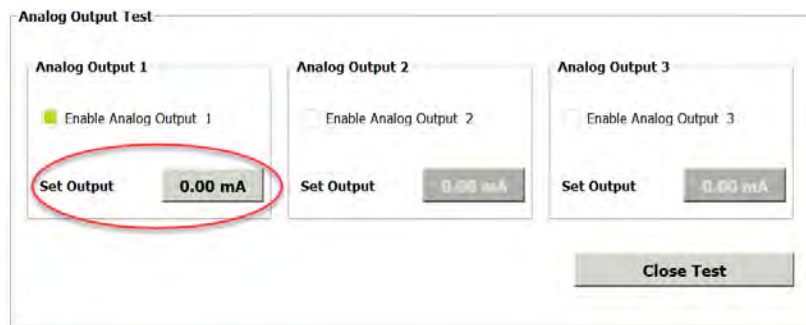 Analog Output Test
Analog Output 1
Enable Analog Output 1
Set Output 0.00 mA
Analog Output 2
Enable Analog Output 2
Set Output 0.00 mA
Analog Output 3
Enable Analog Output 3
Set Output 0.00 mA
Close Test